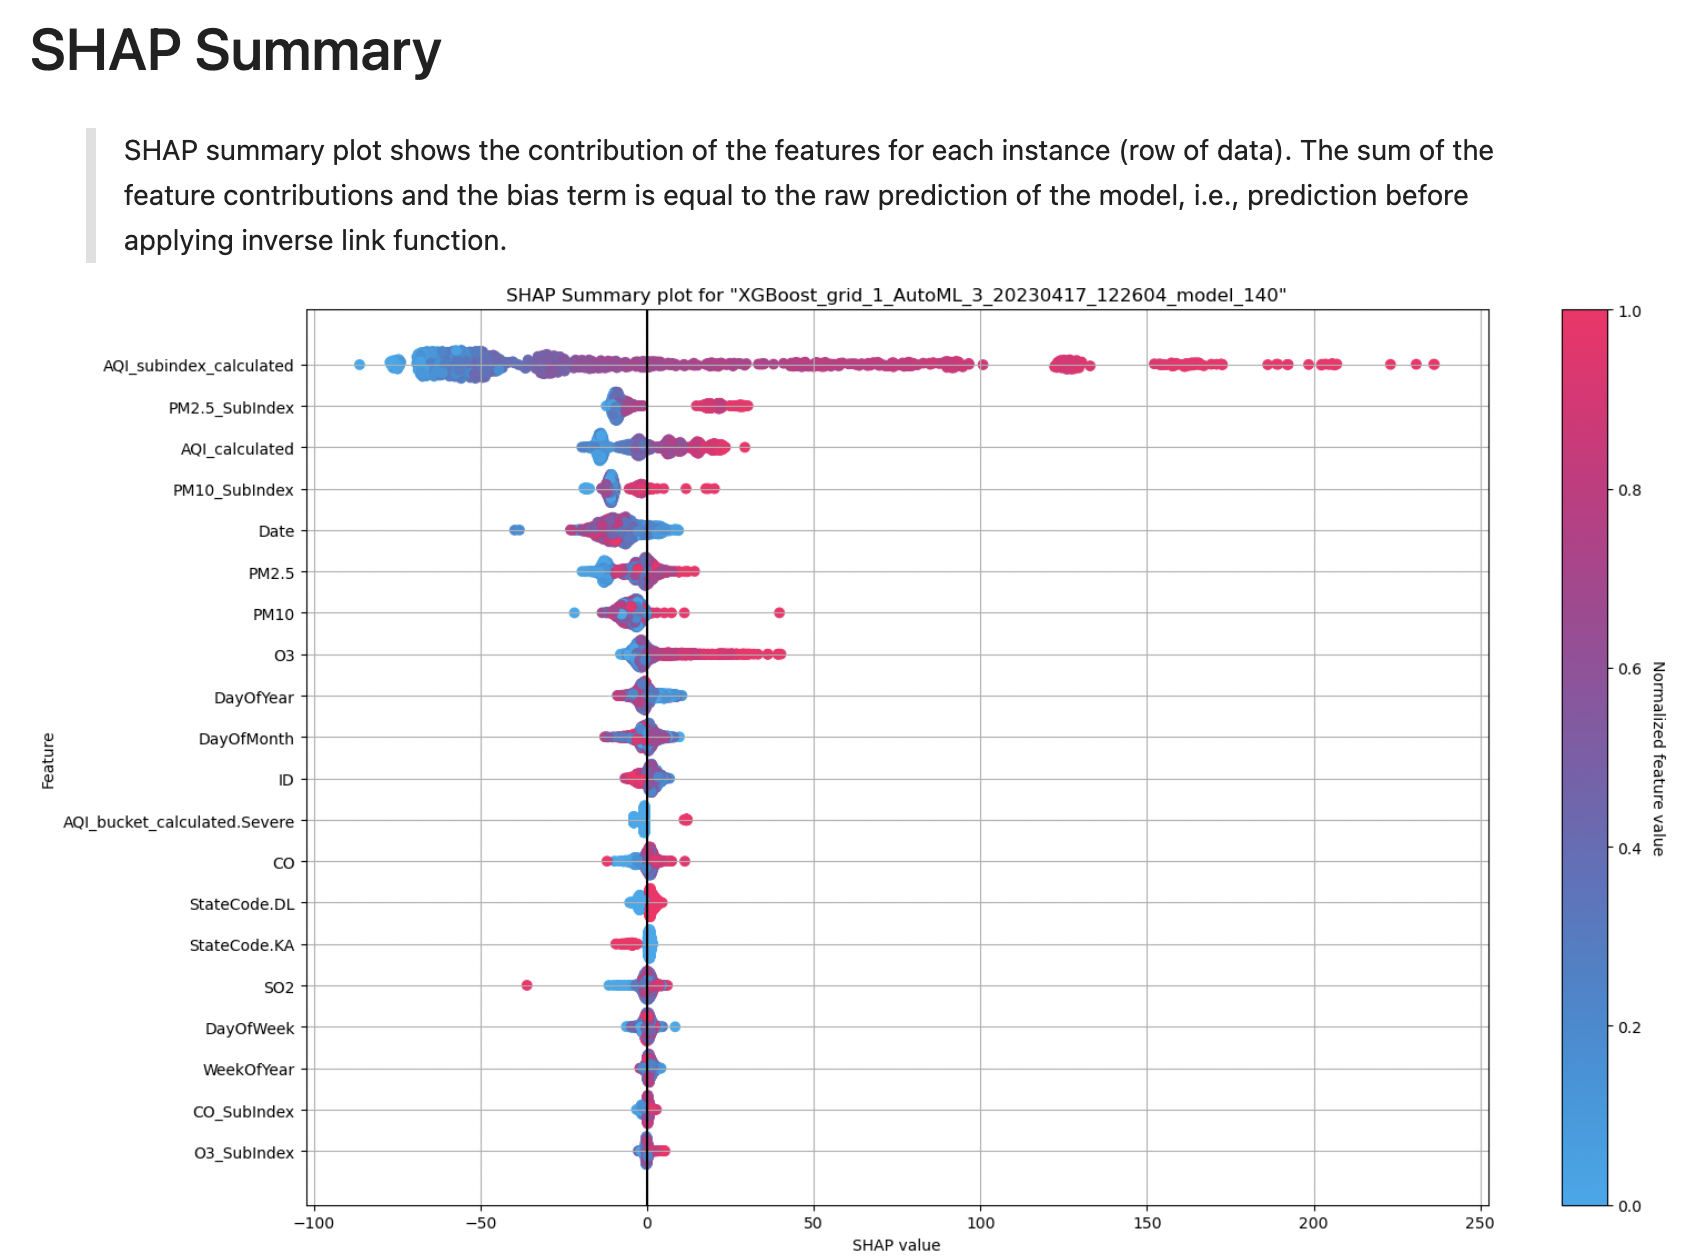 SHAP Summary
SHAP summary plot shows the contribution of the features for each instance (row of data). The sum of the
feature contributions and the bias term is equal to the raw prediction of the model, i.e., prediction before
applying inverse link function.
SHAP Summary plot for "XGBoost_grid_1_AutoML_3_20230417_122604_model_140"
AQI_subindex_calculated
PM2.5_SubIndex
AQI_calculated
PM10_SubIndex
Date
PM2.5
PM10
O3
DayOfYear
DayOfMonth
ID
AQI_bucket_calculated.Severe
CO
StateCode.DL
StateCode.KA
SO2
DayOfWeek
WeekOfYear
CO_SubIndex
O3_SubIndex
Feature
−100 −50 0 50 100 150 200 250
SHAP value
1.0
0.8
0.6
0.4
0.2
0.0
Normalized feature value